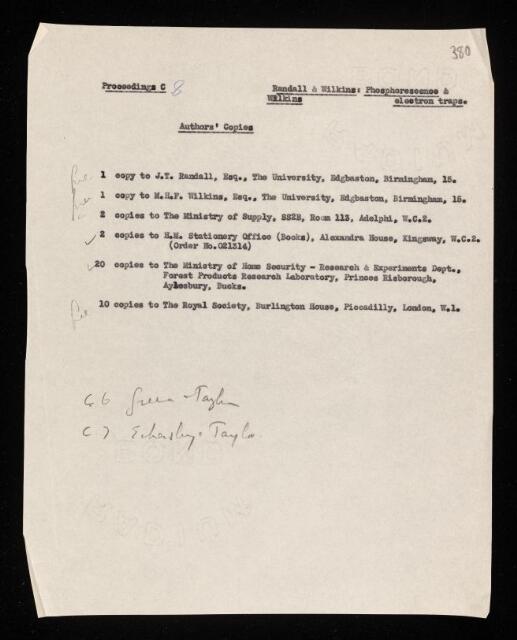 380
Proceedings C 8
Randall & Wilkins: Phosphorescence &
Wilkins electron traps.
Authors' Copies
1 copy to J.T. Randall, Esq., The University, Edgbaston, Birmingham, 15.
1 copy to M.H.F. Wilkins, Esq., The University, Edgbaston, Birmingham, 15.
2 copies to The Ministry of Supply, SS2B, Room 113, Adelphi, W.C.2.
2 copies to H.M. Stationery Office (Books), Alexandra House, Kingsway, W.C.2.
(Order No.021314)
20 copies to The Ministry of Home Security - Research & Experiments Dept.,
Forest Products Research Laboratory, Princes Risborough,
Aylesbury, Bucks.
10 copies to The Royal Society, Burlington House, Piccadilly, London, W.1.
C 6 Green - Taylor
C 7 Taylor